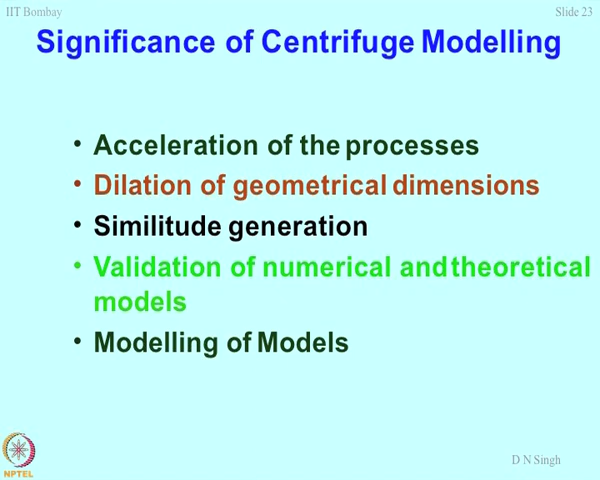 IIT Bombay
Slide 23
Significance of Centrifuge Modelling
• Acceleration of the processes
• Dilation of geometrical dimensions
• Similitude generation
• Validation of numerical and theoretical
models
• Modelling of Models
D N Singh
NPTEL